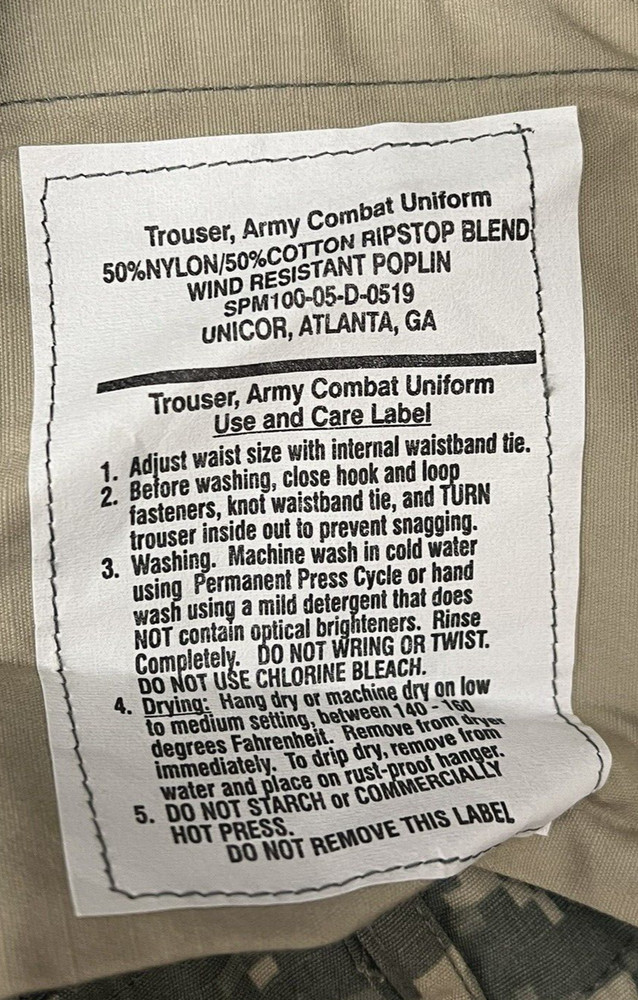 Trouser, Army Combat Uniform
50%NYLON/50%COTTON RIPSTOP BLEND
WIND RESISTANT POPLIN
SPM100-05-D-0519
UNICOR, ATLANTA, GA
Trouser, Army Combat Uniform
Use and Care Label
1. Adjust waist size with internal waistband tie.
2. Before washing, close hook and loop
fasteners, knot waistband tie, and TURN
trouser inside out to prevent snagging.
3. Washing. Machine wash in cold water
using Permanent Press Cycle or hand
wash using a mild detergent that does
NOT contain optical brighteners. Rinse
Completely. DO NOT WRING OR TWIST.
DO NOT USE CHLORINE BLEACH.
4. Drying: Hang dry or machine dry on low
to medium setting, between 140 - 160
degrees Fahrenheit. Remove from dryer
immediately. To drip dry, remove from
water and place on rust-proof hanger.
5. DO NOT STARCH or COMMERCIALLY
HOT PRESS.
DO NOT REMOVE THIS LABEL